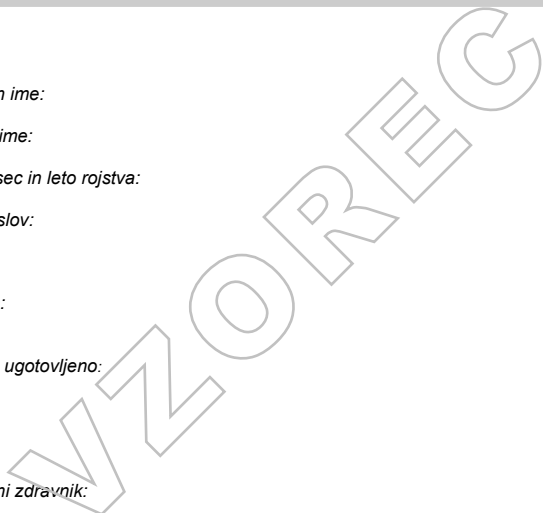 n ime:
ime:
sec in leto rojstva:
slov:
:
ugotovljeno:
ni zdravnik:
VZOREC